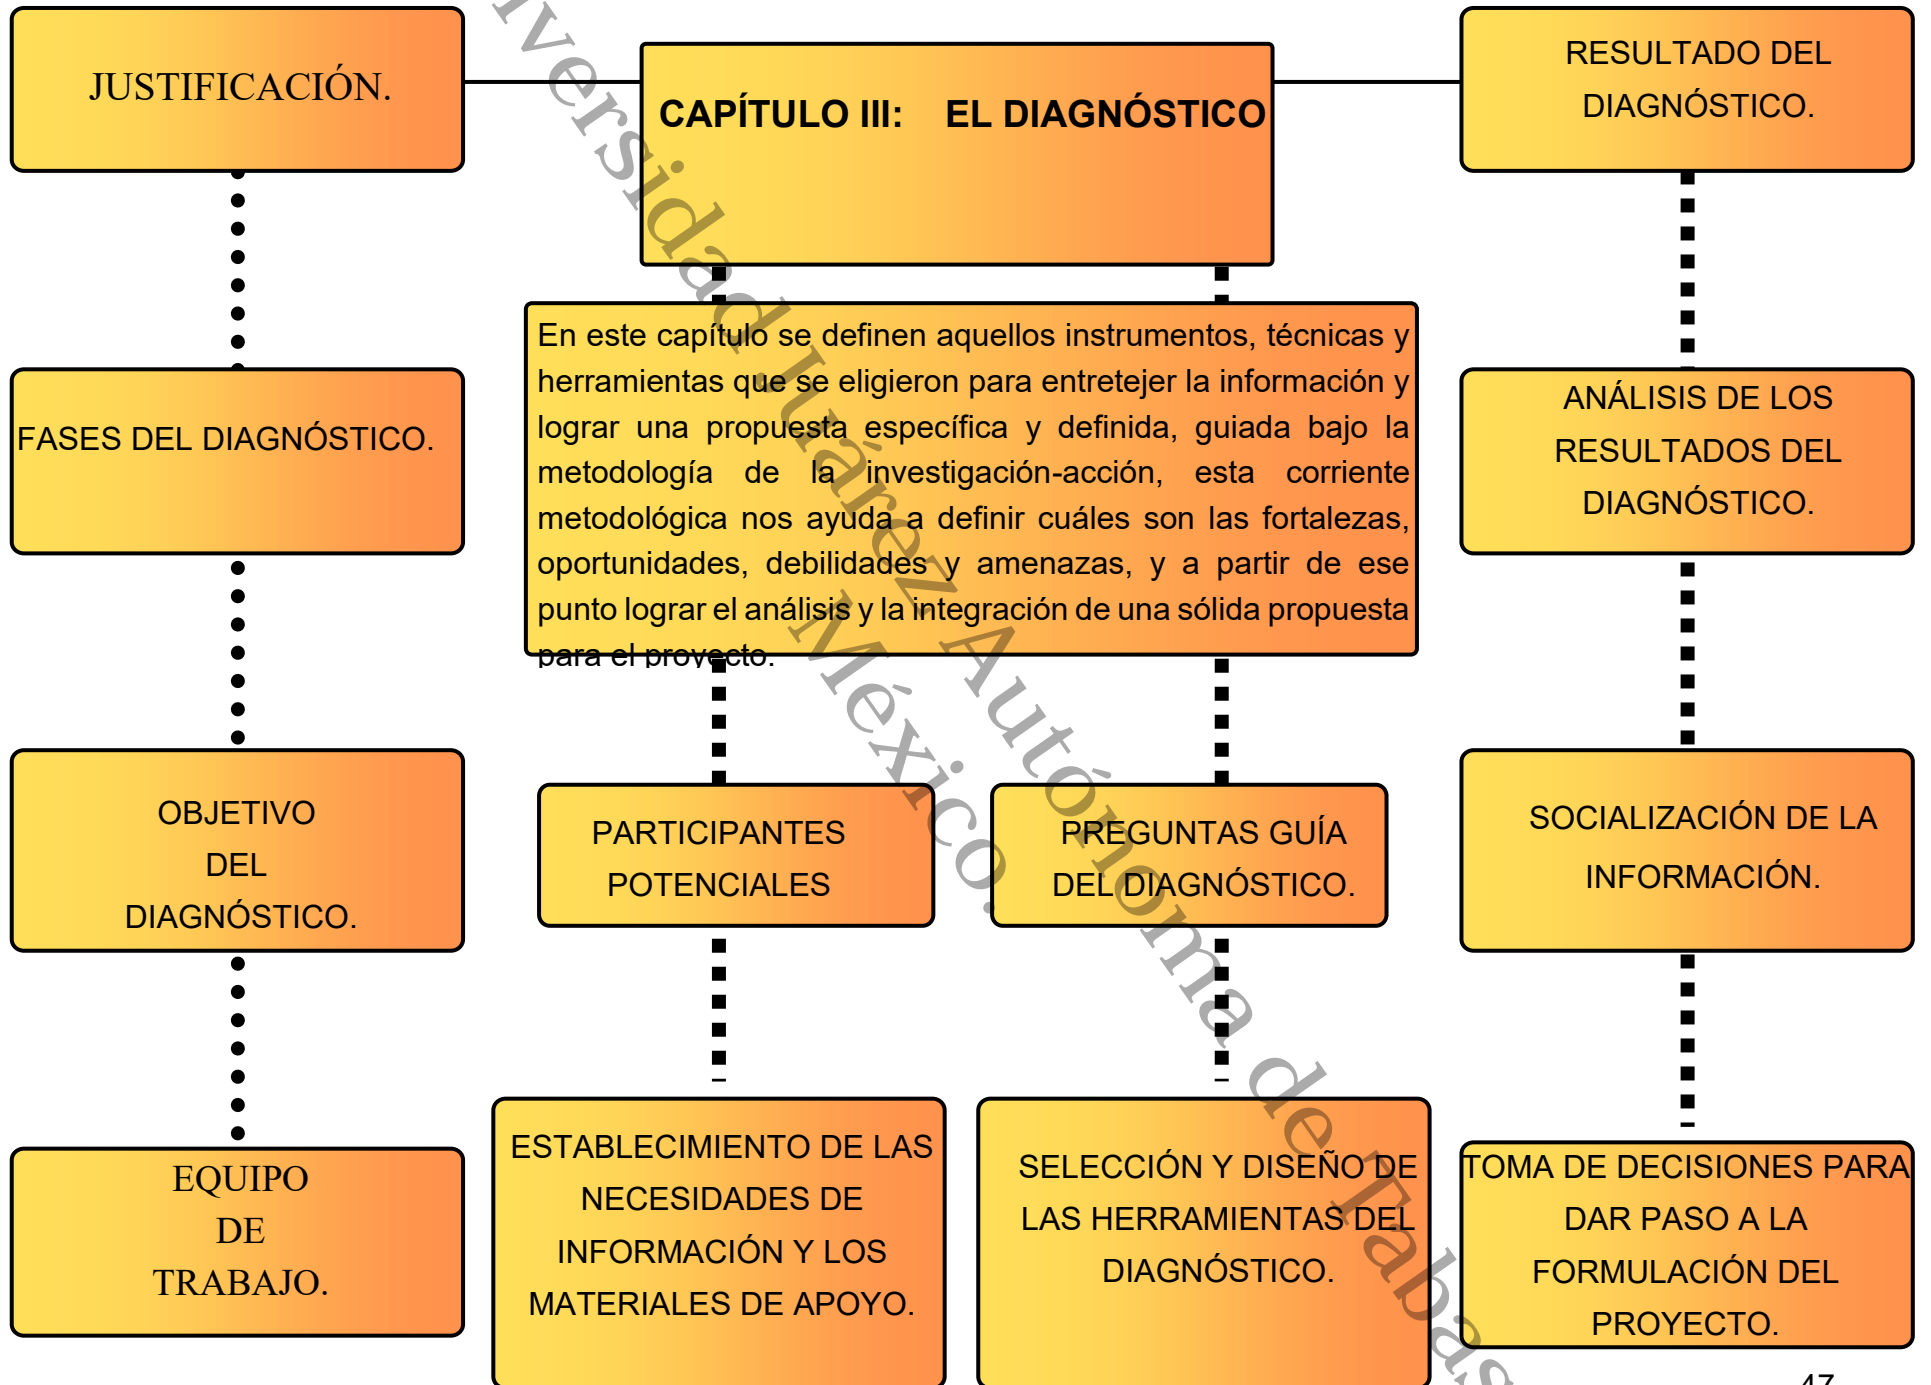 JUSTIFICACIÓN.
CAPÍTULO III: EL DIAGNÓSTICO
RESULTADO DEL
DIAGNÓSTICO.
En este capítulo se definen aquellos instrumentos, técnicas y
herramientas que se eligieron para entretejer la información y
lograr una propuesta específica y definida, guiada bajo la
metodología de la investigación-acción, esta corriente
metodológica nos ayuda a definir cuáles son las fortalezas,
oportunidades, debilidades y amenazas, y a partir de ese
punto lograr el análisis y la integración de una sólida propuesta
para el proyecto.
FASES DEL DIAGNÓSTICO.
ANÁLISIS DE LOS
RESULTADOS DEL
DIAGNÓSTICO.
OBJETIVO
DEL
DIAGNÓSTICO.
PARTICIPANTES
POTENCIALES
PREGUNTAS GUÍA
DEL DIAGNÓSTICO.
SOCIALIZACIÓN DE LA
INFORMACIÓN.
EQUIPO
DE
TRABAJO.
ESTABLECIMIENTO DE LAS
NECESIDADES DE
INFORMACIÓN Y LOS
MATERIALES DE APOYO.
SELECCIÓN Y DISEÑO DE
LAS HERRAMIENTAS DEL
DIAGNÓSTICO.
TOMA DE DECISIONES PARA
DAR PASO A LA
FORMULACIÓN DEL
PROYECTO.
versidad Juárez Autónoma de Tabas
México.
47